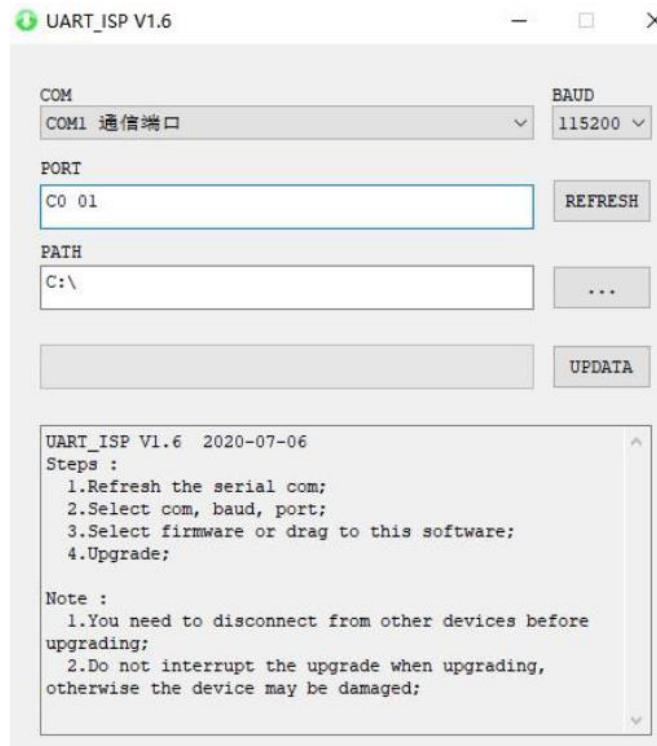 UART_ISP V1.6
COM
BAUD
COM1 通信端口
115200
PORT
C0 01
REFRESH
PATH
C:\
...
UPDATA
UART_ISP V1.6  2020-07-06
Steps :
1.Refresh the serial com;
2.Select com, baud, port;
3.Select firmware or drag to this software;
4.Upgrade;
Note :
1.You need to disconnect from other devices before
upgrading;
2.Do not interrupt the upgrade when upgrading,
otherwise the device may be damaged;